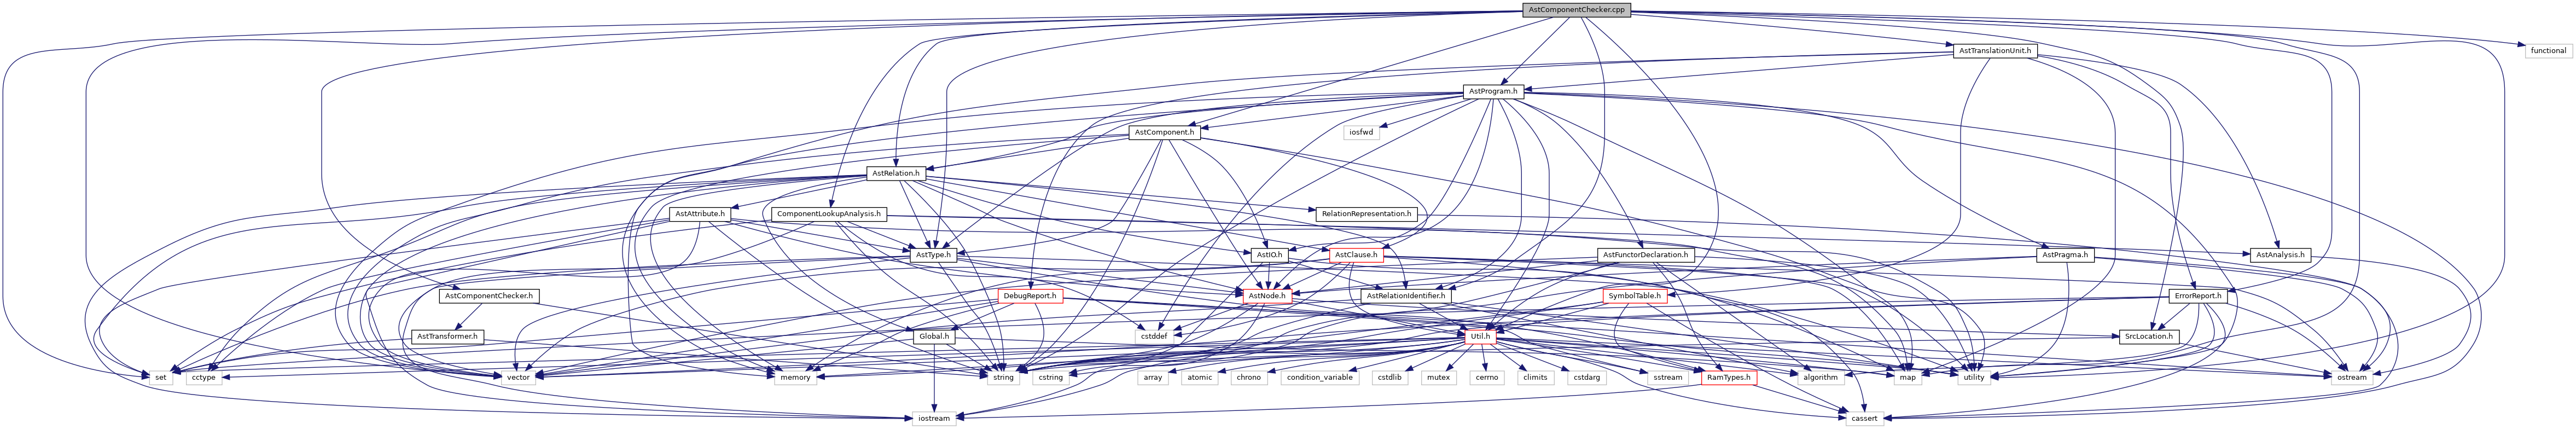 AstComponentChecker.cpp
AstTranslationUnit.h
functional
AstProgram.h
AstComponent.h
iosfwd
AstRelation.h
AstAttribute.h
ComponentLookupAnalysis.h
RelationRepresentation.h
AstType.h
AstIO.h
AstClause.h
AstFunctorDeclaration.h
AstPragma.h
AstAnalysis.h
AstComponentChecker.h
DebugReport.h
AstNode.h
AstRelationIdentifier.h
SymbolTable.h
ErrorReport.h
AstTransformer.h
Global.h
cstddef
Util.h
SrcLocation.h
set
cctype
vector
memory
string
cstring
array
atomic
chrono
condition_variable
cstdlib
mutex
cerrno
climits
cstdarg
sstream
RamTypes.h
algorithm
map
utility
ostream
iostream
cassert